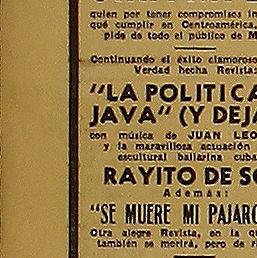 quien por tener compromisos in
qué cumplir en Centroamérica,
pide de todo el público de M
Continuando el éxito clamoroso
Verdad hecha Revista:
"LA POLITICA
JAVA" (Y DEJA
con música de JUAN LEO
y la maravillosa actuación
escultural bailarina cuba
RAYITO DE SO
Además:
"SE MUERE MI PAJARO
Otra alegre Revista, en la qu
también se morirá, pero de ri